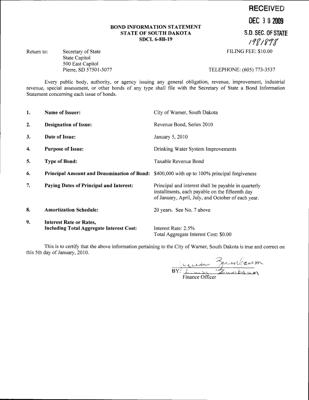 RECEIVED
DEC 30 2009
S.D. SEC. OF STATE
BOND INFORMATION STATEMENT
STATE OF SOUTH DAKOTA
SDCL 6-8B-19
FILING FEE: $10.00
Return to: Secretary of State
State Capitol
500 East Capitol
Pierre, SD 57501-5077
TELEPHONE: (605) 773-3537
Every public body, authority, or agency issuing any general obligation, revenue, improvement, industrial
revenue, special assessment, or other bonds of any type shall file with the Secretary of State a Bond Information
Statement concerning each issue of bonds.
1. Name of Issuer: City of Warner, South Dakota
2. Designation of Issue: Revenue Bond, Series 2010
3. Date of Issue: January 5, 2010
4. Purpose of Issue: Drinking Water System Improvements
5. Type of Bond: Taxable Revenue Bond
6. Principal Amount and Denomination of Bond: $400,000 with up to 100% principal forgiveness
7. Paying Dates of Principal and Interest: Principal and interest shall be payable in quarterly
installments, each payable on the fifteenth day
of January, April, July, and October of each year.
8. Amortization Schedule: 20 years. See No. 7 above
9. Interest Rate or Rates,
Including Total Aggregate Interest Cost: Interest Rate: 2.5%
Total Aggregate Interest Cost: $0.00
This is to certify that the above information pertaining to the City of Warner, South Dakota is true and correct on
this 5th day of January, 2010.
BY:
Finance Officer